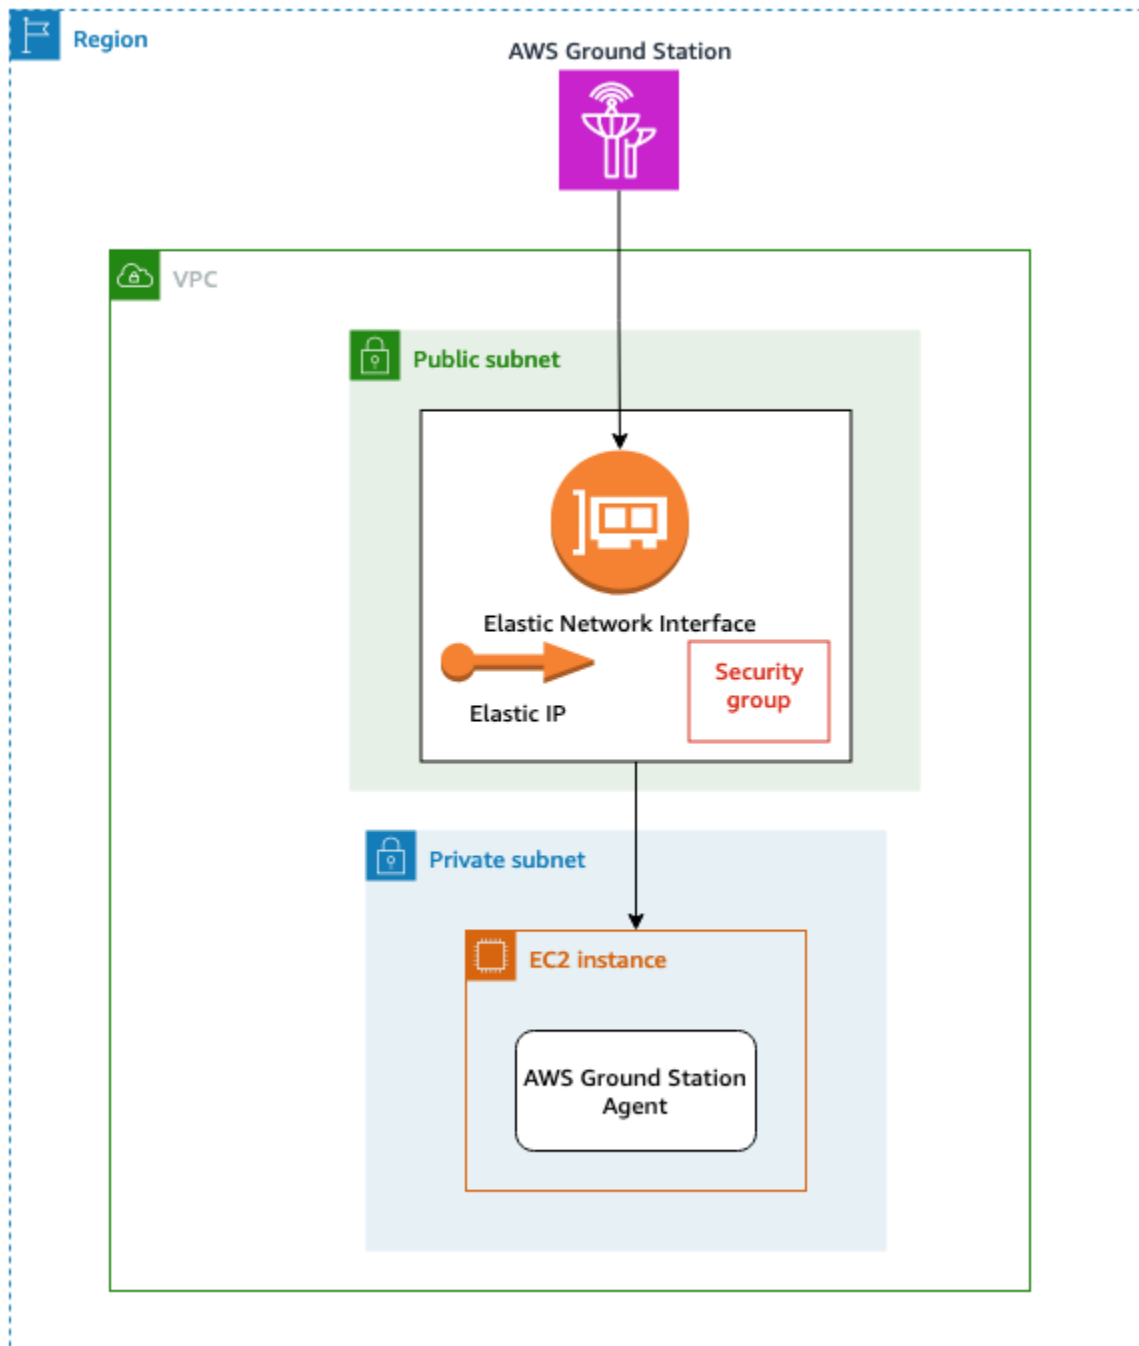 Region
AWS Ground Station
VPC
Public subnet
Elastic Network Interface
Elastic IP
Security
group
Private subnet
EC2 instance
AWS Ground Station
Agent